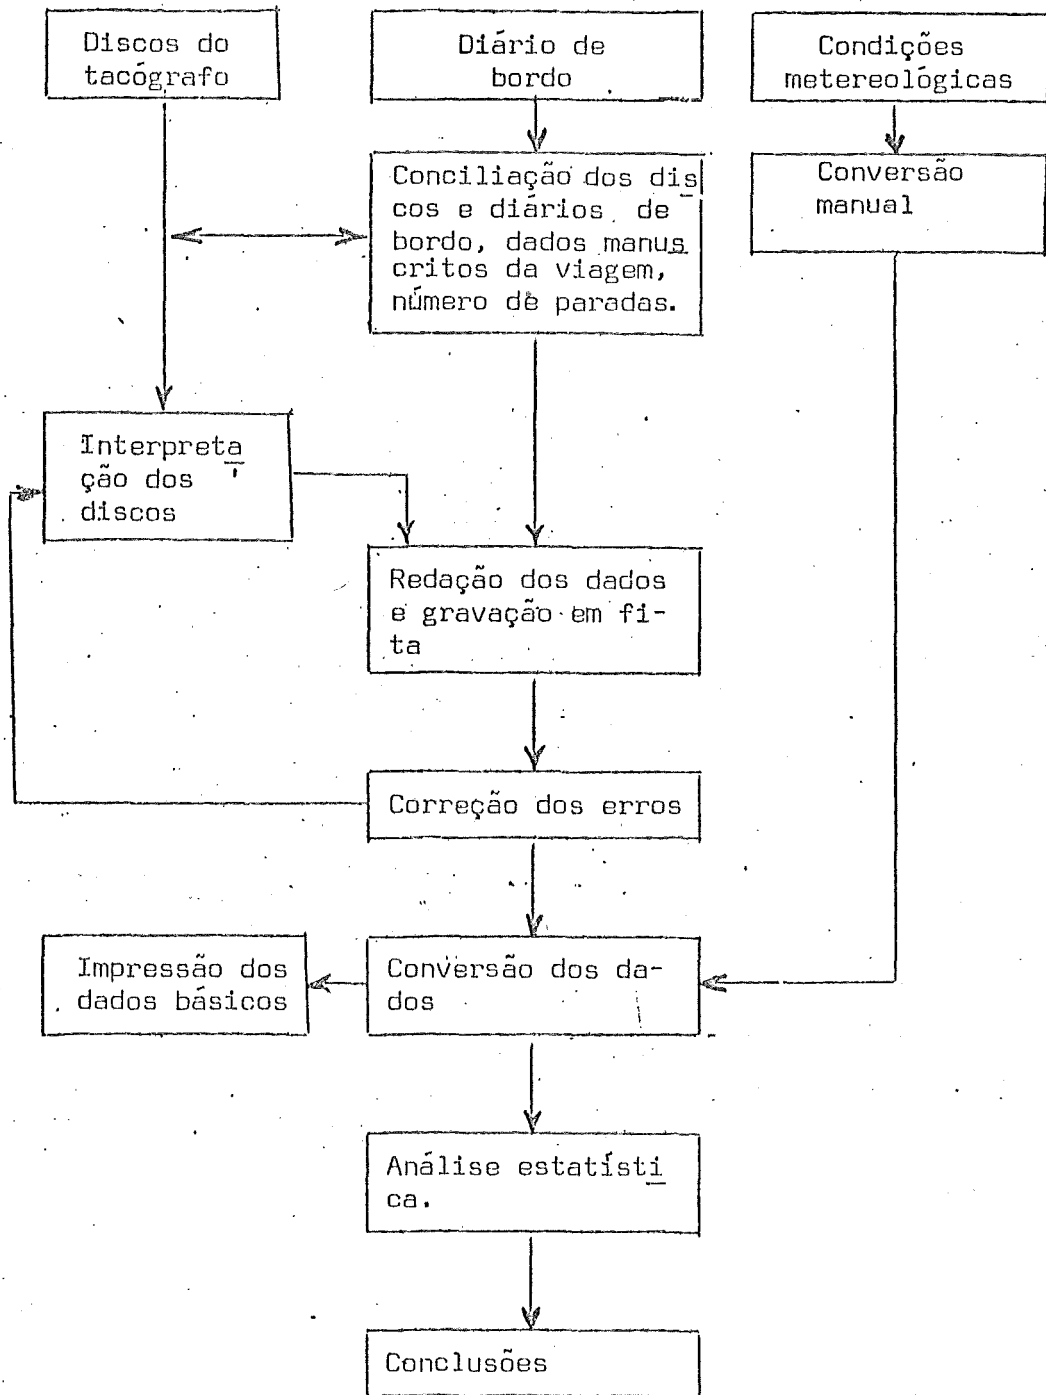 Discos do
tacógrafo
Diário de
bordo
Condições
metereológicas
Conciliação dos dis
cos e diários de
bordo, dados manus
critos da viagem,
número de paradas.
Conversão
manual
Interpreta
ção dos
discos
Redação dos dados
e gravação em fi-
ta
Correção dos erros
Impressão dos
dados básicos
Conversão dos da-
dos
Análise estatísti
ca.
Conclusões